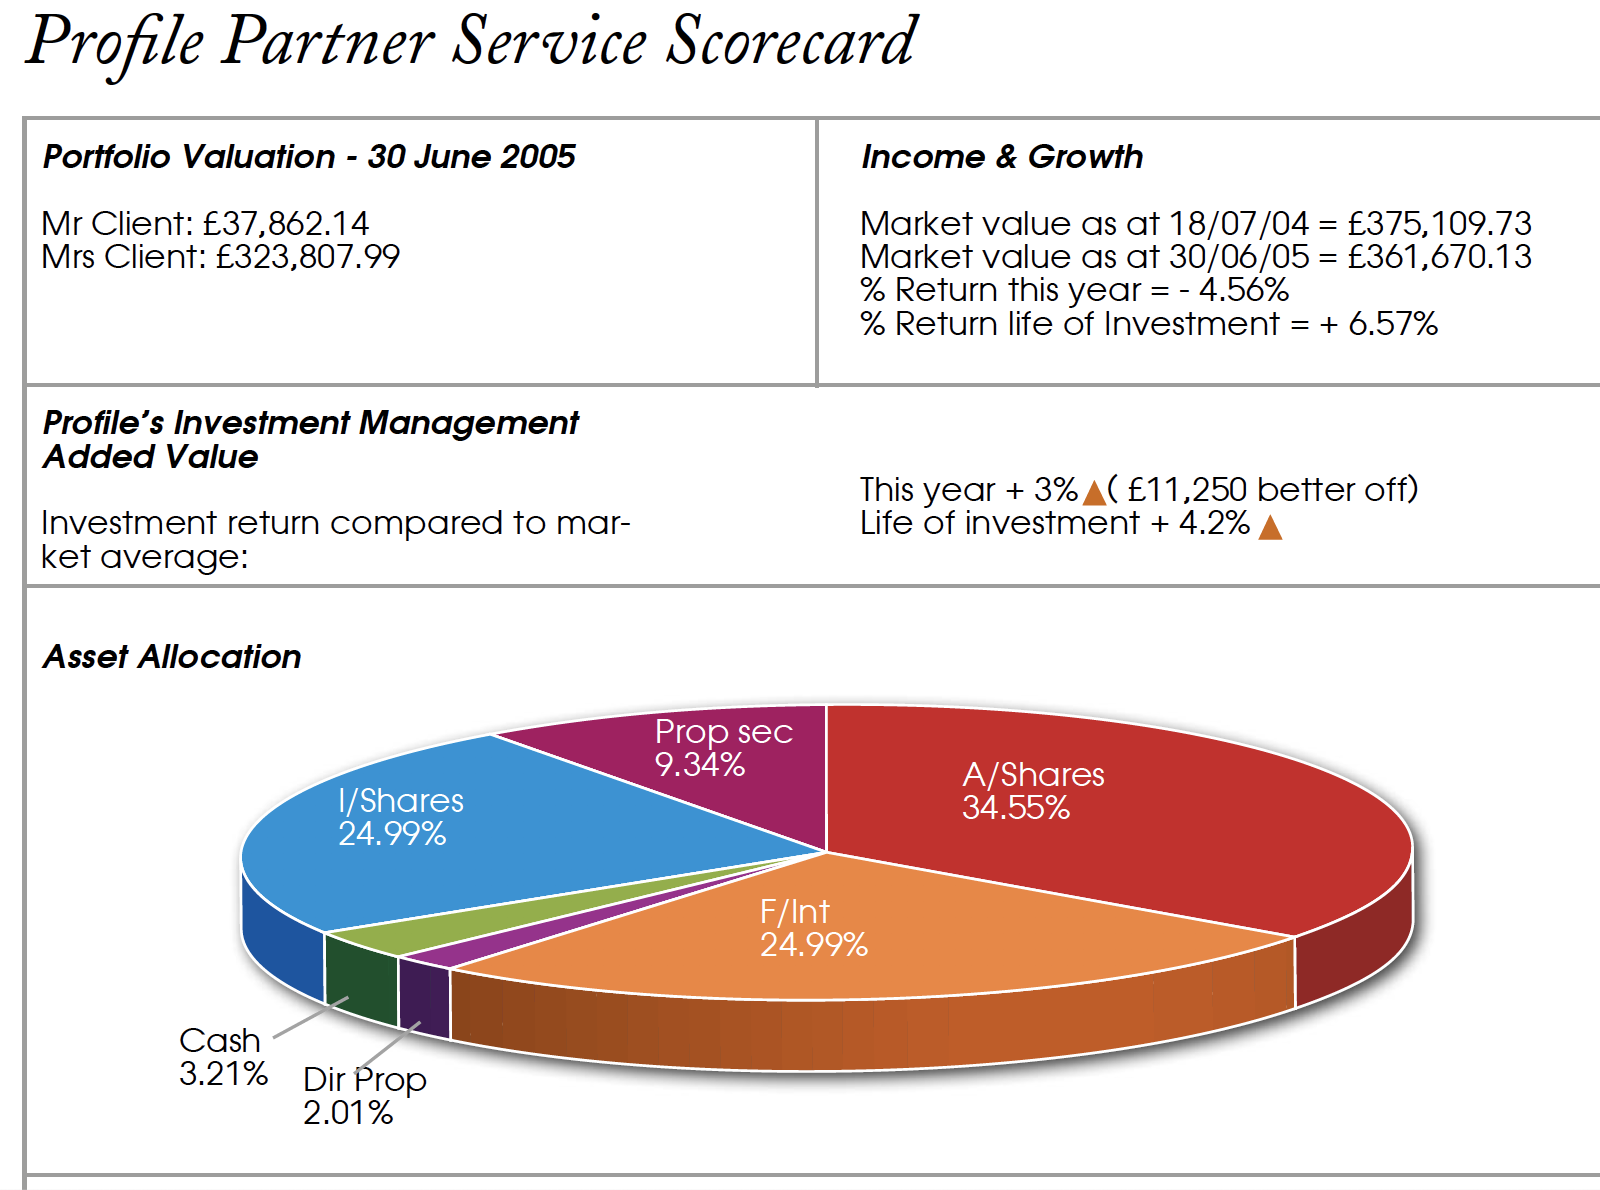 Profile Partner Service Scorecard
Portfolio Valuation - 30 June 2005
Mr Client: £37,862.14
Mrs Client: £323,807.99
Income & Growth
Market value as at 18/07/04 = £375,109.73
Market value as at 30/06/05 = £361,670.13
% Return this year = - 4.56%
% Return life of Investment = + 6.57%
Profile’s Investment Management
Added Value
Investment return compared to mar-
ket average:
This year + 3% ▲( £11,250 better off)
Life of investment + 4.2% ▲
Asset Allocation
Prop sec
9.34%
A/Shares
34.55%
I/Shares
24.99%
F/Int
24.99%
Cash
3.21%
Dir Prop
2.01%